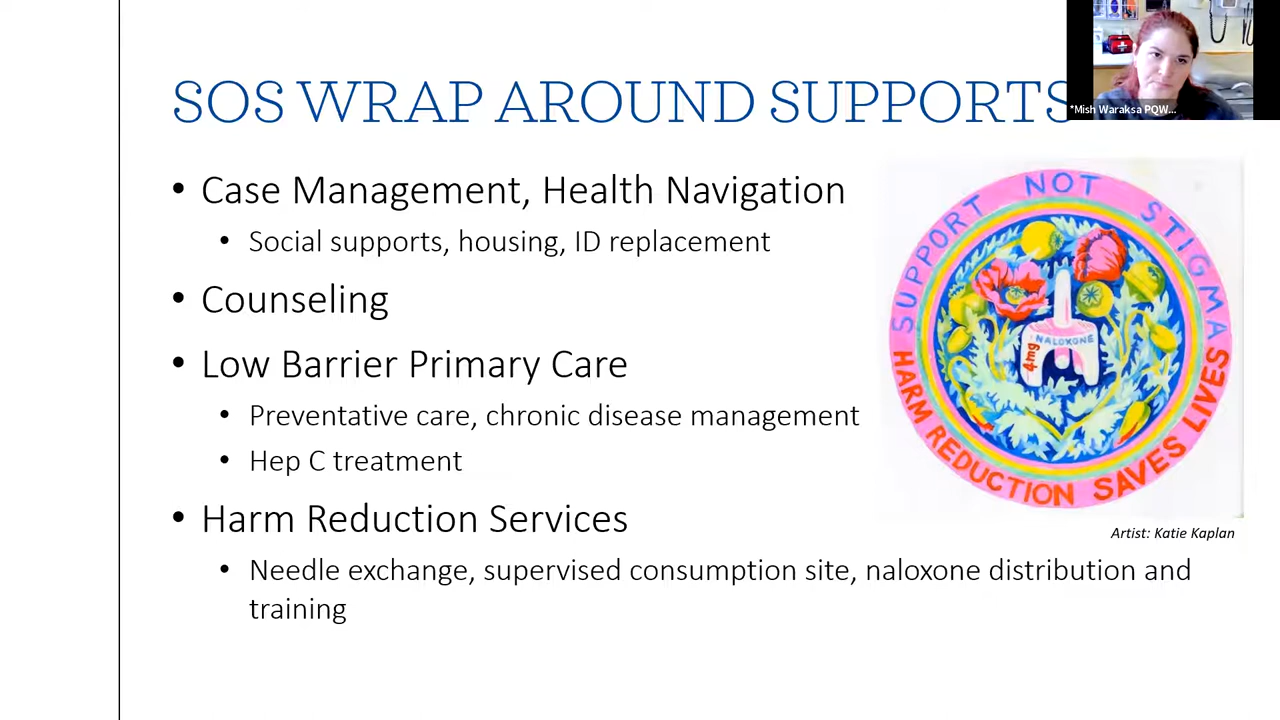 SOS WRAP AROUND SUPPORTS
*Mish Waraksa PQW...
• Case Management, Health Navigation
• Social supports, housing, ID replacement
• Counseling
• Low Barrier Primary Care
• Preventative care, chronic disease management
• Hep C treatment
• Harm Reduction Services
• Needle exchange, supervised consumption site, naloxone distribution and
training
SUPPORT NOT STIGMA
HARM REDUCTION SAVES LIVES
NALOXONE
4mg
Artist: Katie Kaplan